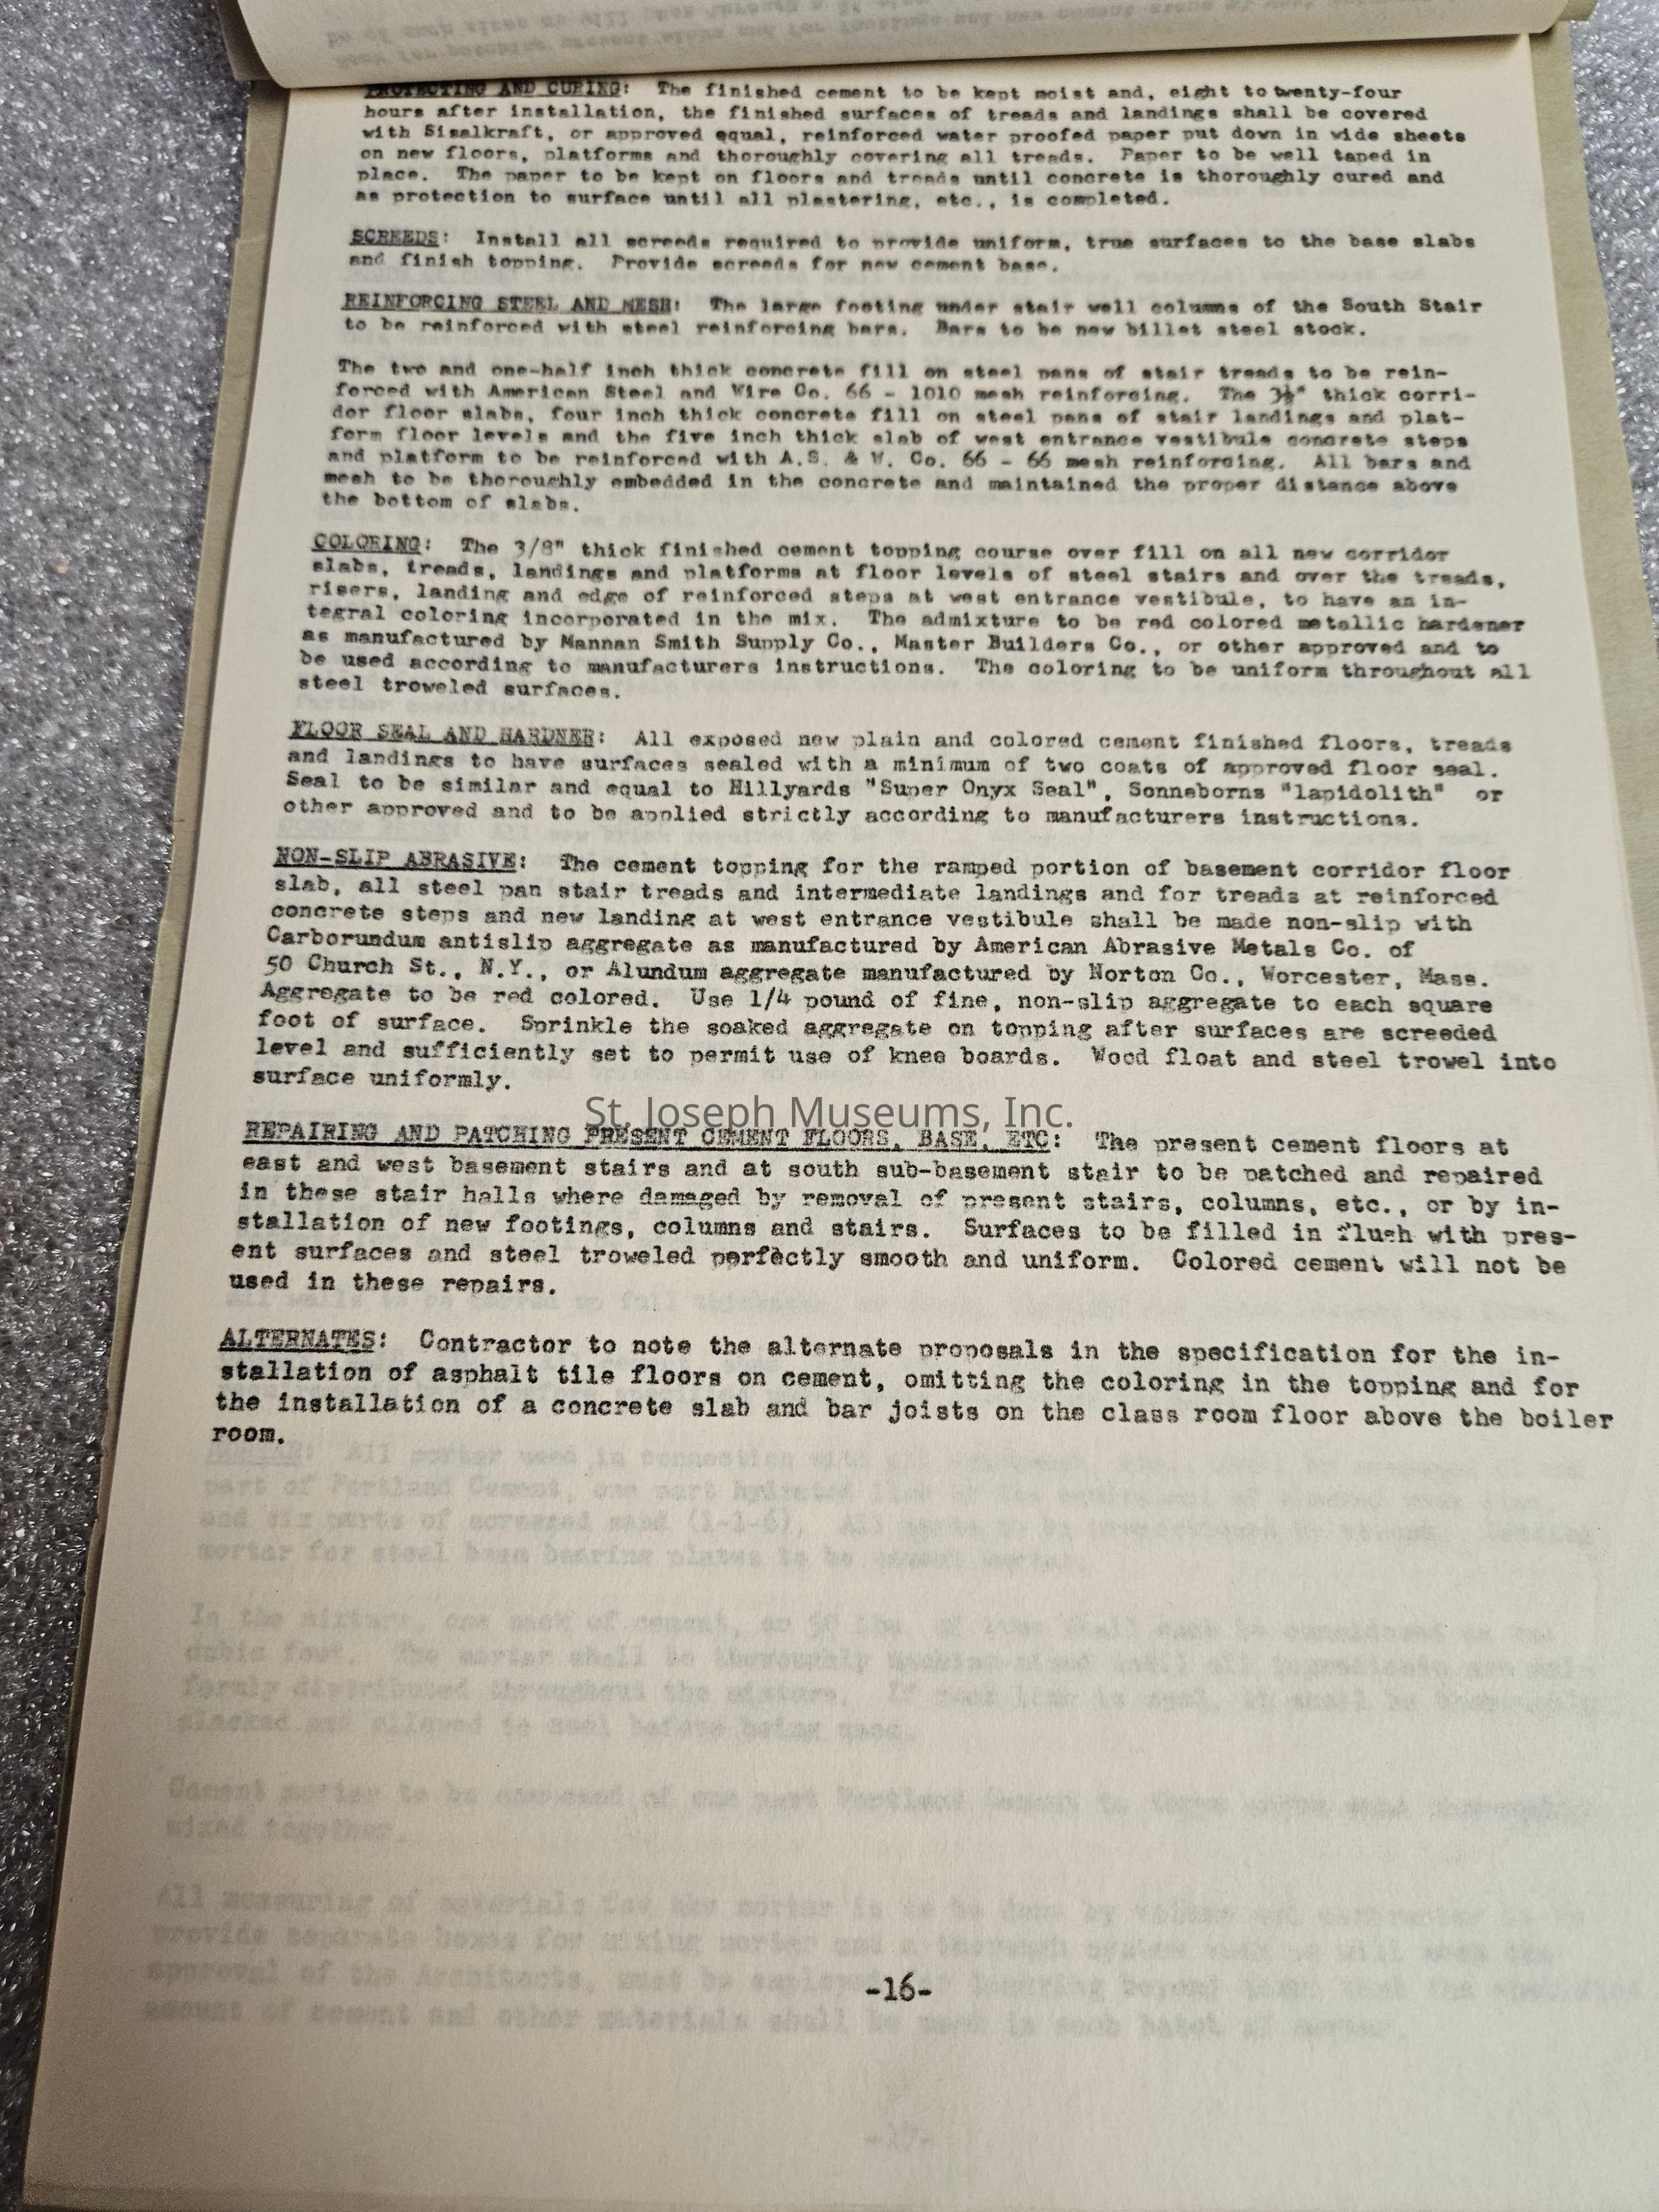 PROTECTING AND CURING: The finished cement to be kept moist and, eight to twenty-four
hours after installation, the finished surfaces of treads and landings shall be covered
with Sisalkraft, or approved equal, reinforced water proofed paper put down in wide sheets
on new floors, platforms and thoroughly covering all treads. Paper to be well taped in
place. The paper to be kept on floors and treads until concrete is thoroughly cured and
as protection to surface until all plastering, etc., is completed.
SCREEDS: Install all screeds required to provide uniform, true surfaces to the base slabs
and finish topping. Provide screeds for new cement base.
REINFORCING STEEL AND MESH: The large footing under stair well columns of the South Stair
to be reinforced with steel reinforcing bars. Bars to be new billet steel stock.
The two and one-half inch thick concrete fill on steel pans of stair treads to be rein-
forced with American Steel and Wire Co. 66 - 1010 mesh reinforcing. The 3½" thick corri-
dor floor slabs, four inch thick concrete fill on steel pans of stair landings and plat-
form floor levels and the five inch thick slab of west entrance vestibule concrete steps
and platform to be reinforced with A.S. & W. Co. 66 - 66 mesh reinforcing. All bars and
mesh to be thoroughly embedded in the concrete and maintained the proper distance above
the bottom of slabs.
COLORING: The 3/8" thick finished cement topping course over fill on all new corridor
slabs, treads, landings and platforms at floor levels of steel stairs and over the treads,
risers, landing and edge of reinforced steps at west entrance vestibule, to have an in-
tegral coloring incorporated in the mix. The admixture to be red colored metallic hardener
as manufactured by Mannan Smith Supply Co., Master Builders Co., or other approved and to
be used according to manufacturers instructions. The coloring to be uniform throughout all
steel troweled surfaces.
FLOOR SEAL AND HARDNER: All exposed new plain and colored cement finished floors, treads
and landings to have surfaces sealed with a minimum of two coats of approved floor seal.
Seal to be similar and equal to Hillyards "Super Onyx Seal", Sonneborns "lapidolith" or
other approved and to be applied strictly according to manufacturers instructions.
NON-SLIP ABRASIVE: The cement topping for the ramped portion of basement corridor floor
slab, all steel pan stair treads and intermediate landings and for treads at reinforced
concrete steps and new landing at west entrance vestibule shall be made non-slip with
Carborundum antislip aggregate as manufactured by American Abrasive Metals Co. of
50 Church St., N.Y., or Alundum aggregate manufactured by Norton Co., Worcester, Mass.
Aggregate to be red colored. Use 1/4 pound of fine, non-slip aggregate to each square
foot of surface. Sprinkle the soaked aggregate on topping after surfaces are screeded
level and sufficiently set to permit use of knee boards. Wood float and steel trowel into
surface uniformly.
St. Joseph Museums, Inc.
REPAIRING AND PATCHING PRESENT CEMENT FLOORS, BASE, ETC: The present cement floors at
east and west basement stairs and at south sub-basement stair to be patched and repaired
in these stair halls where damaged by removal of present stairs, columns, etc., or by in-
stallation of new footings, columns and stairs. Surfaces to be filled in flush with pres-
ent surfaces and steel troweled perfectly smooth and uniform. Colored cement will not be
used in these repairs.
ALTERNATES: Contractor to note the alternate proposals in the specification for the in-
stallation of asphalt tile floors on cement, omitting the coloring in the topping and for
the installation of a concrete slab and bar joists on the class room floor above the boiler
room.
-16-